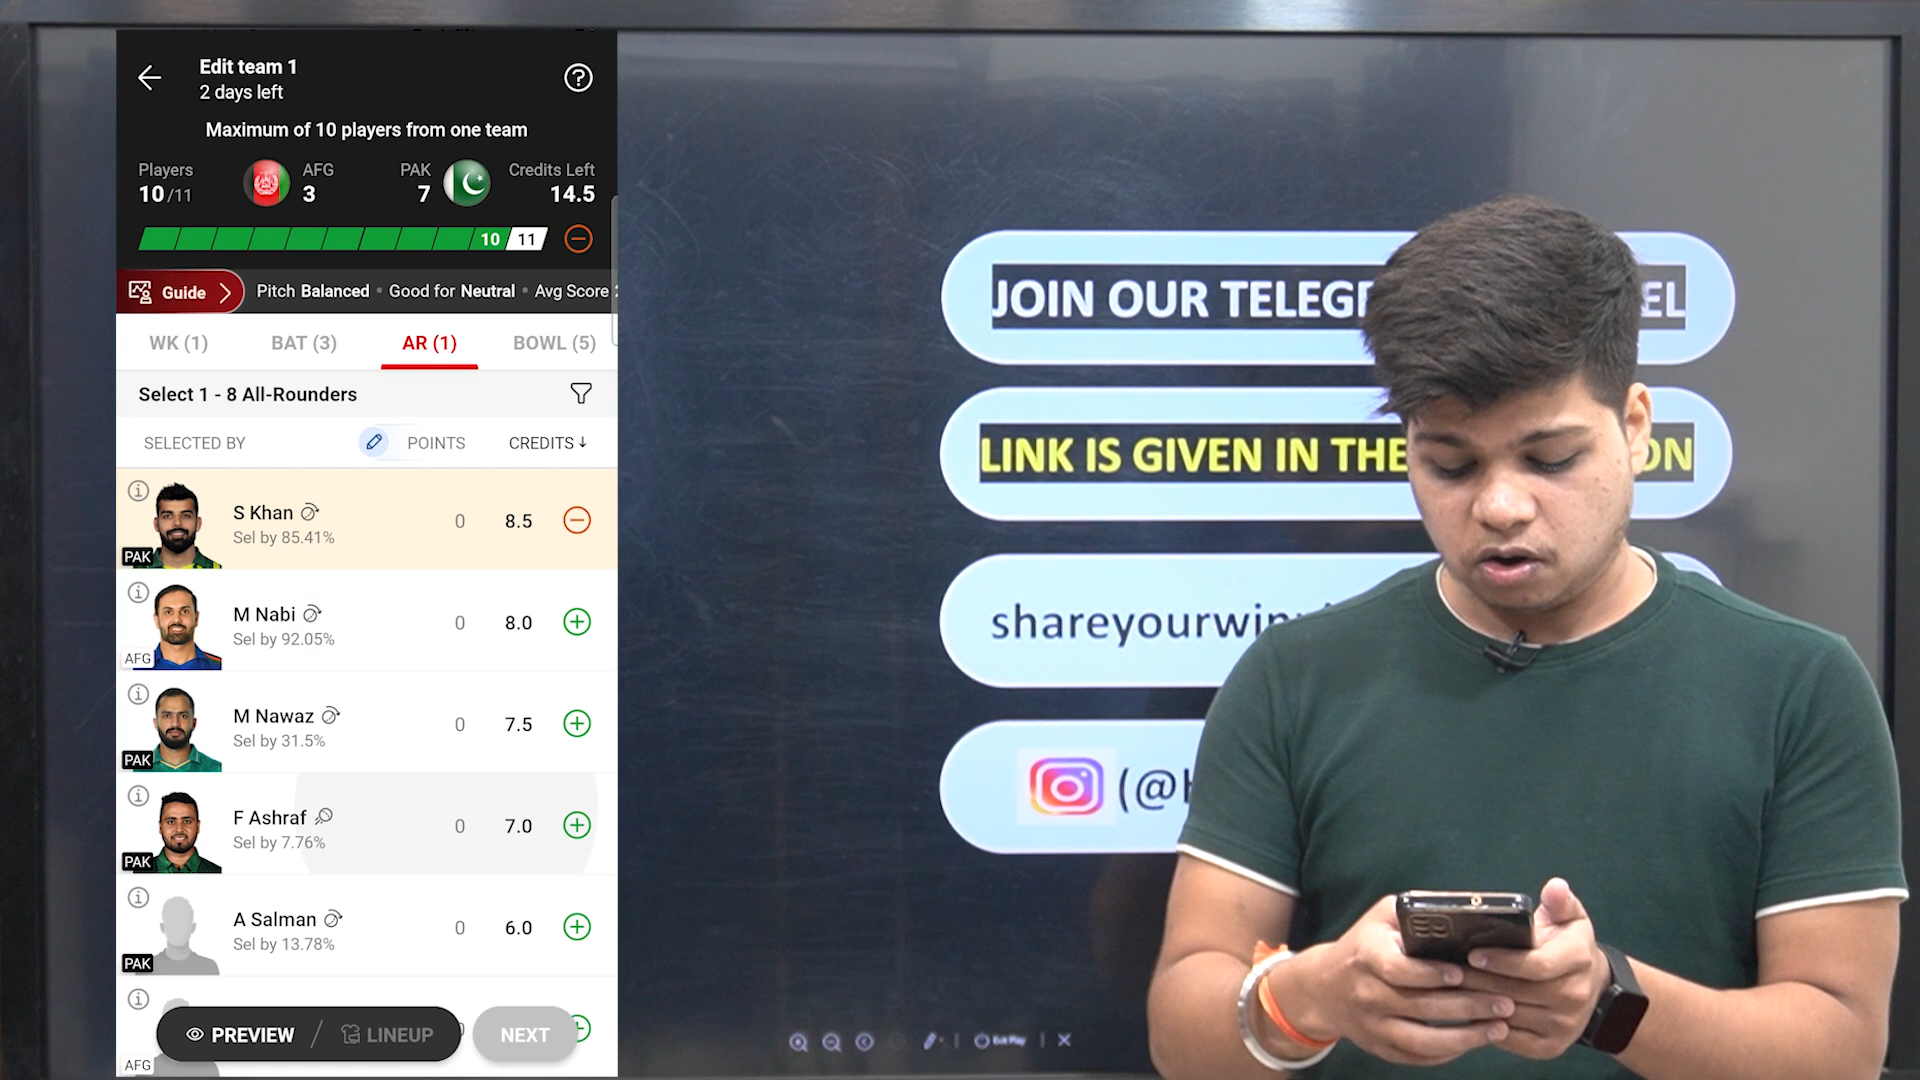 Edit team 1
2 days left
Maximum of 10 players from one team
Players
10/11
AFG
3
PAK
7
Credits Left
14.5
10 11
Guide
Pitch Balanced • Good for Neutral • Avg Score
WK (1) BAT (3) AR (1) BOWL (5)
Select 1 - 8 All-Rounders
SELECTED BY POINTS CREDITS ↓
S Khan 0 8.5
Sel by 85.41%
PAK
M Nabi 0 8.0
Sel by 92.05%
AFG
M Nawaz 0 7.5
Sel by 31.5%
PAK
F Ashraf 0 7.0
Sel by 7.76%
PAK
A Salman 0 6.0
Sel by 13.78%
PAK
AFG
PREVIEW / LINEUP NEXT
JOIN OUR
LINK IS GIVEN IN THE